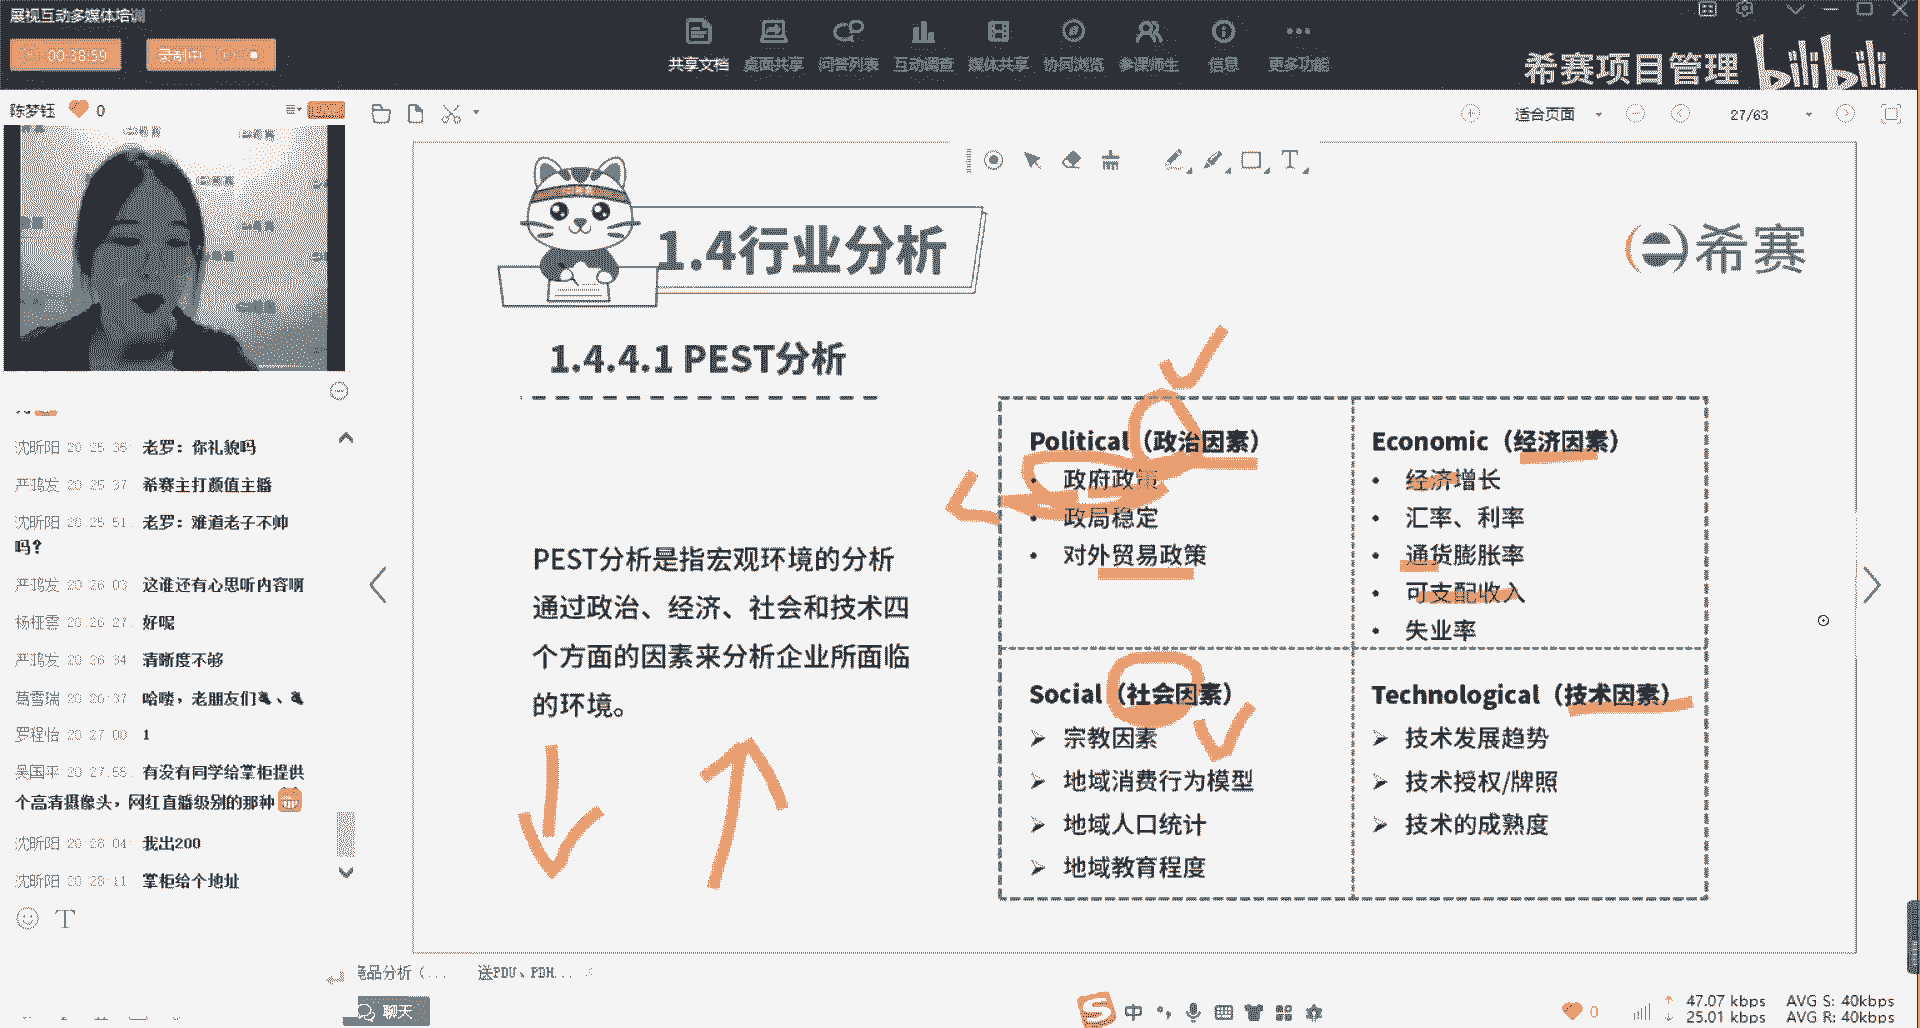 展视互动多媒体培训
00:38:59
录制中
共享文档
桌面共享
问答列表
互动调查
媒体共享
协同浏览
参课师生
信息
更多功能
希赛项目管理 bilibili
陈梦钰 0
适合页面
27/63
1.4行业分析
希赛
1.4.4.1 PEST分析
PEST分析是指宏观环境的分析
通过政治、经济、社会和技术四
个方面的因素来分析企业所面临
的环境。
Political（政治因素）
政府政策
政局稳定
对外贸易政策
Economic（经济因素）
经济增长
汇率、利率
通货膨胀率
可支配收入
失业率
Social（社会因素）
宗教因素
地域消费行为模型
地域人口统计
地域教育程度
Technological（技术因素）
技术发展趋势
技术授权/牌照
技术的成熟度
沈昕阳 20:25:36 老罗：你礼貌吗
严鸿发 20:25:37 希赛主打颜值主播
沈昕阳 20:25:51 老罗：难道老子不帅
吗？
严鸿发 20:26:03 这谁还有心思听内容啊
20:26:27 好呢
严鸿发 20:26:34 清晰度不够
葛雪瑞 20:26:37 哈喽，老朋友们
罗程怡 20:27:00 1
吴国平 20:27:55 有没有同学给掌柜提供
个高清摄像头，网红直播级别的那种
沈昕阳 20:28:04 我出200
沈昕阳 20:28:11 掌柜给个地址
竞品分析（...
送PDU、PDH...
聊天
中
0
47.07 kbps AVG S: 40kbps
25.01 kbps AVG R: 40kbps